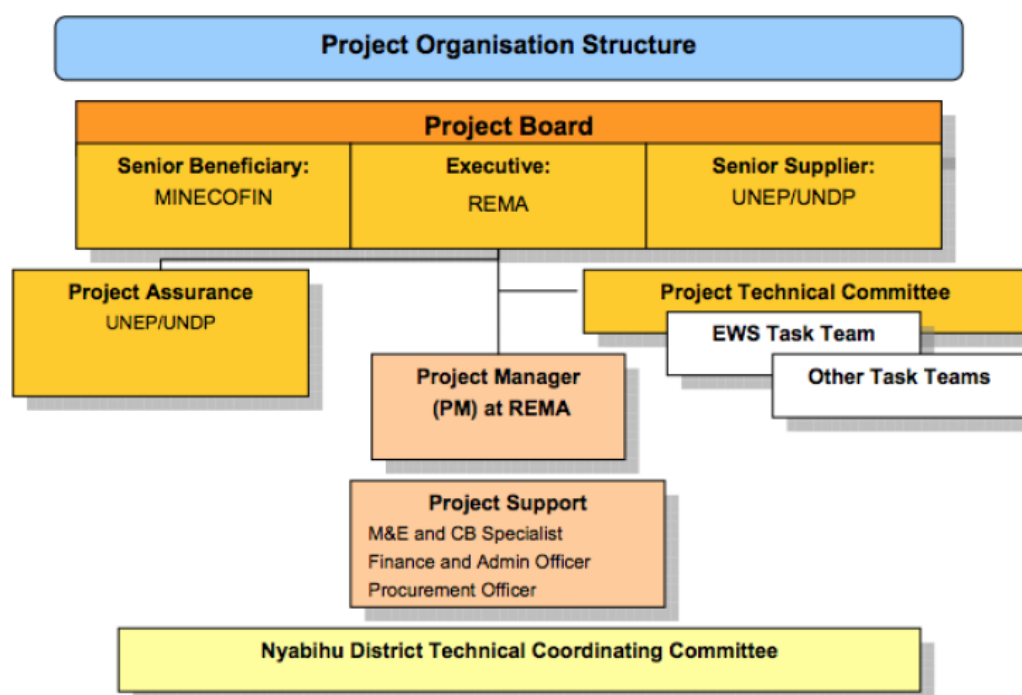 Project Organisation Structure
Project Board
Senior Beneficiary:
MINECOFIN
Executive:
REMA
Senior Supplier:
UNEP/UNDP
Project Assurance
UNEP/UNDP
Project Technical Committee
EWS Task Team
Other Task Teams
Project Manager
(PM) at REMA
Project Support
M&E and CB Specialist
Finance and Admin Officer
Procurement Officer
Nyabihu District Technical Coordinating Committee